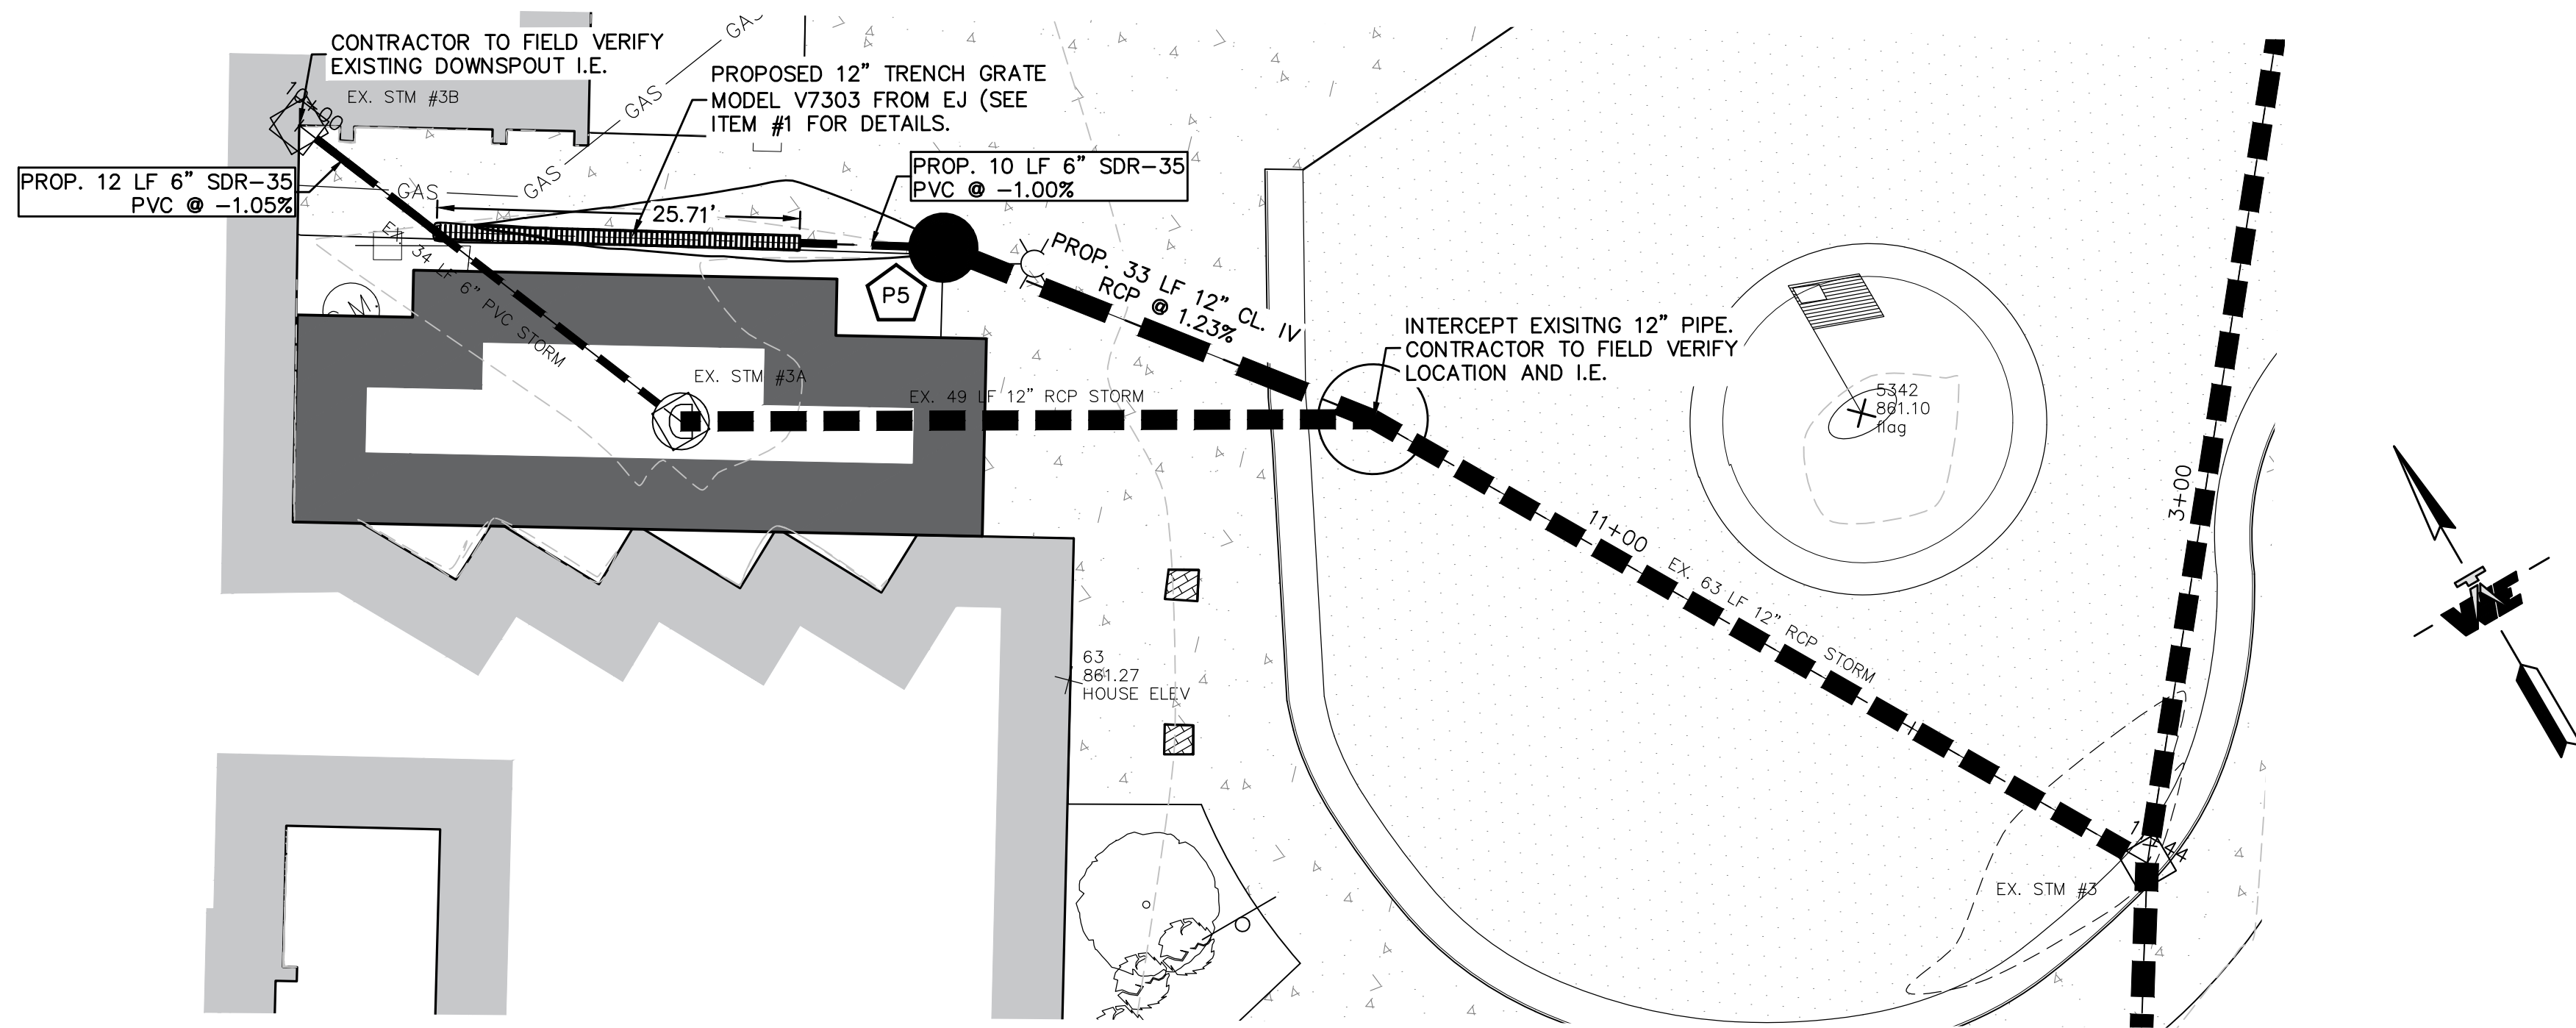 CONTRACTOR TO FIELD VERIFY
EXISTING DOWNSPOUT I.E.
EX. STM #3B
10+00
PROPOSED 12" TRENCH GRATE
MODEL V7303 FROM EJ (SEE
ITEM #1 FOR DETAILS.
GAS
GAS
GAS
GAS
PROP. 12 LF 6" SDR-35
PVC @ -1.05%
PROP. 10 LF 6" SDR-35
PVC @ -1.00%
25.71'
EX. 34 LF 6" PVC STORM
P5
PROP. 33 LF 12" CL. IV
RCP @ 1.23%
INTERCEPT EXISITNG 12" PIPE.
CONTRACTOR TO FIELD VERIFY
LOCATION AND I.E.
EX. STM #3A
EX. 49 LF 12" RCP STORM
5342
861.10
flag
3+00
11+00
EX. 63 LF 12" RCP STORM
63
861.27
HOUSE ELEV
EX. STM #3